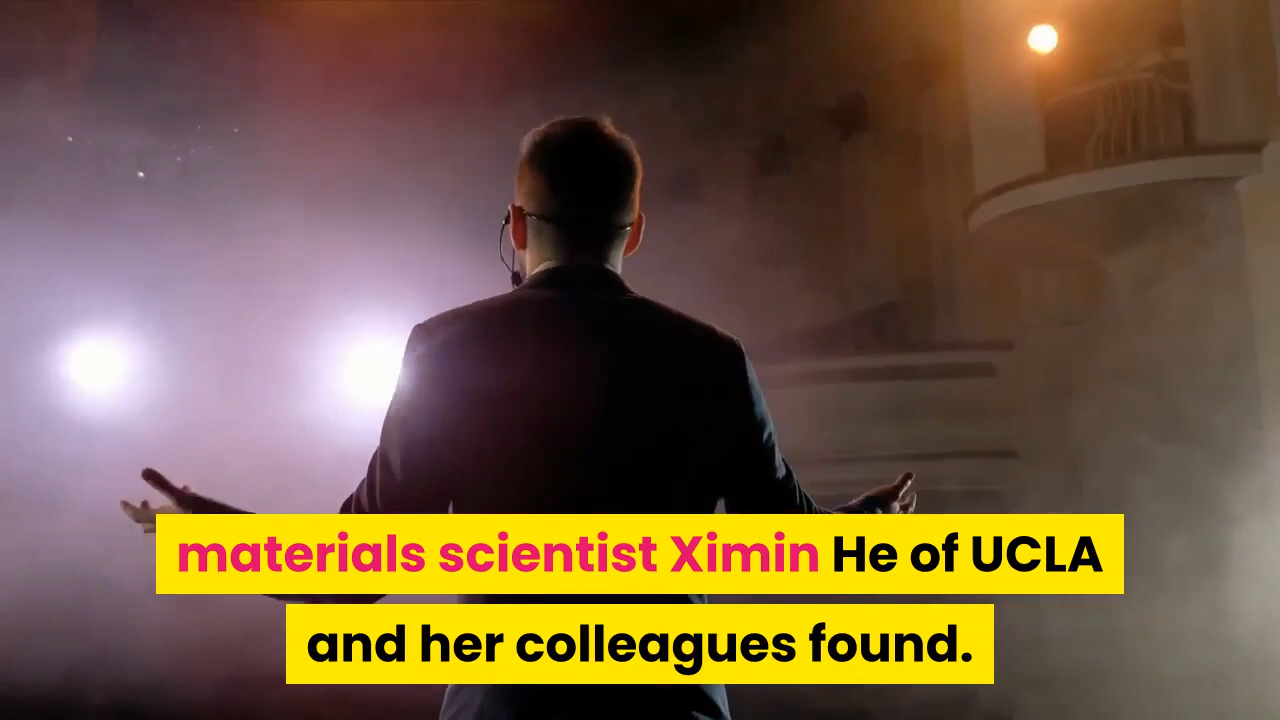 materials scientist Ximin He of UCLA
and her colleagues found.